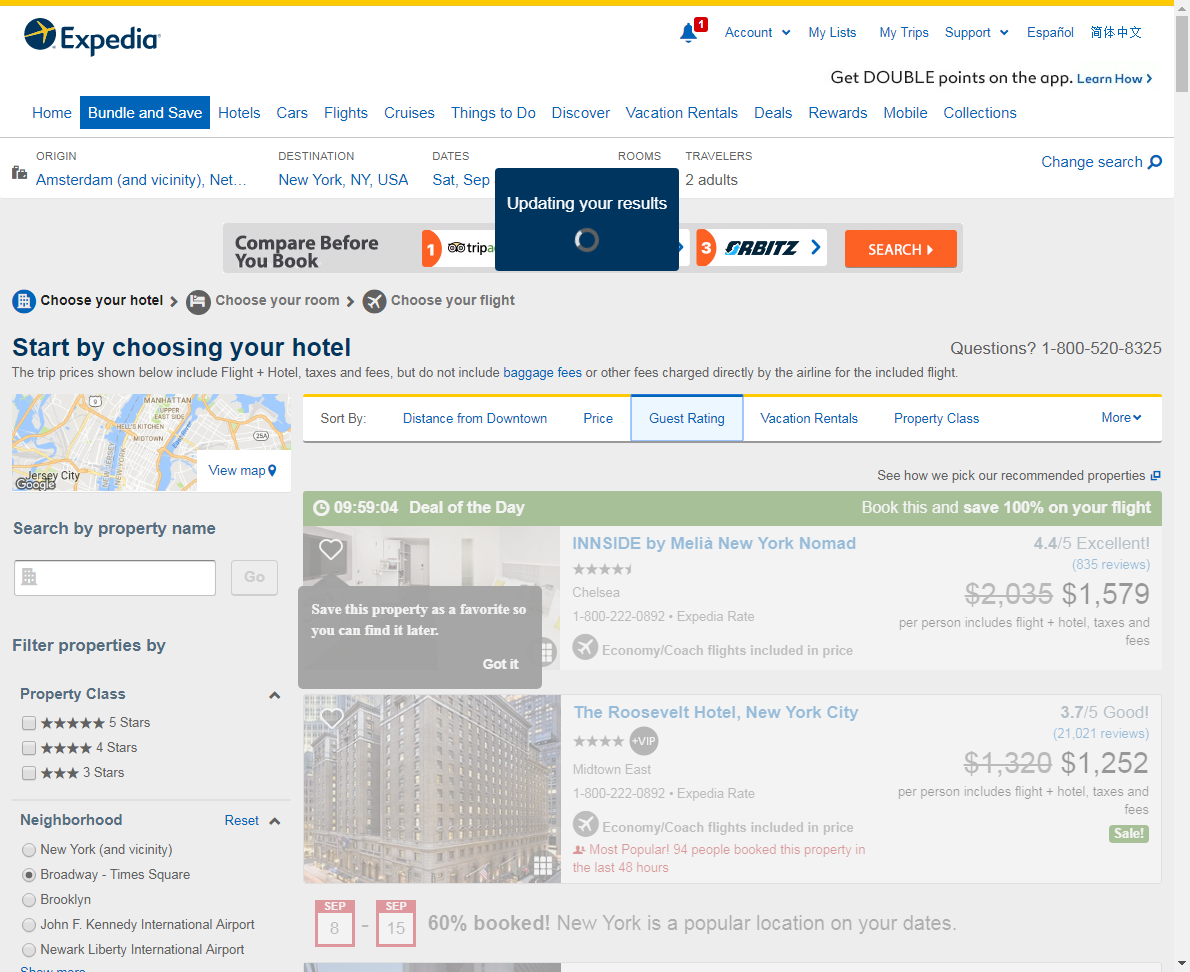 Expedia
1
Account
My Lists
My Trips
Support
Español
简体中文
Get DOUBLE points on the app. Learn How
Home
Bundle and Save
Hotels
Cars
Flights
Cruises
Things to Do
Discover
Vacation Rentals
Deals
Rewards
Mobile
Collections
ORIGIN
Amsterdam (and vicinity), Net...
DESTINATION
New York, NY, USA
DATES
Sat, Sep
ROOMS
TRAVELERS
2 adults
Change search
Updating your results
Compare Before
You Book
1
3 ORBITZ
SEARCH
Choose your hotel
Choose your room
Choose your flight
Start by choosing your hotel
Questions? 1-800-520-8325
The trip prices shown below include Flight + Hotel, taxes and fees, but do not include baggage fees or other fees charged directly by the airline for the included flight.
9
MANHATTAN
UPPER
EAST SIDE
HELL'S KITCHEN
MIDTOWN
25A
NEW JERSEY
NEW YORK
East River
Jersey City
Google
View map
Sort By:
Distance from Downtown
Price
Guest Rating
Vacation Rentals
Property Class
More
See how we pick our recommended properties
Search by property name
Go
Filter properties by
Property Class
5 Stars
4 Stars
3 Stars
Neighborhood
Reset
New York (and vicinity)
Broadway - Times Square
Brooklyn
John F. Kennedy International Airport
Newark Liberty International Airport
Show more
09:59:04 Deal of the Day
Book this and save 100% on your flight
INNSIDE by Meliá New York Nomad
Chelsea
1-800-222-0892 • Expedia Rate
Economy/Coach flights included in price
4.4/5 Excellent!
(835 reviews)
$2,035 $1,579
per person includes flight + hotel, taxes and
fees
Save this property as a favorite so
you can find it later.
Got it
The Roosevelt Hotel, New York City
+VIP
Midtown East
1-800-222-0892 • Expedia Rate
Economy/Coach flights included in price
Most Popular! 94 people booked this property in
the last 48 hours
3.7/5 Good!
(21,021 reviews)
$1,320 $1,252
per person includes flight + hotel, taxes and
fees
Sale!
SEP
8
-
SEP
15
60% booked! New York is a popular location on your dates.